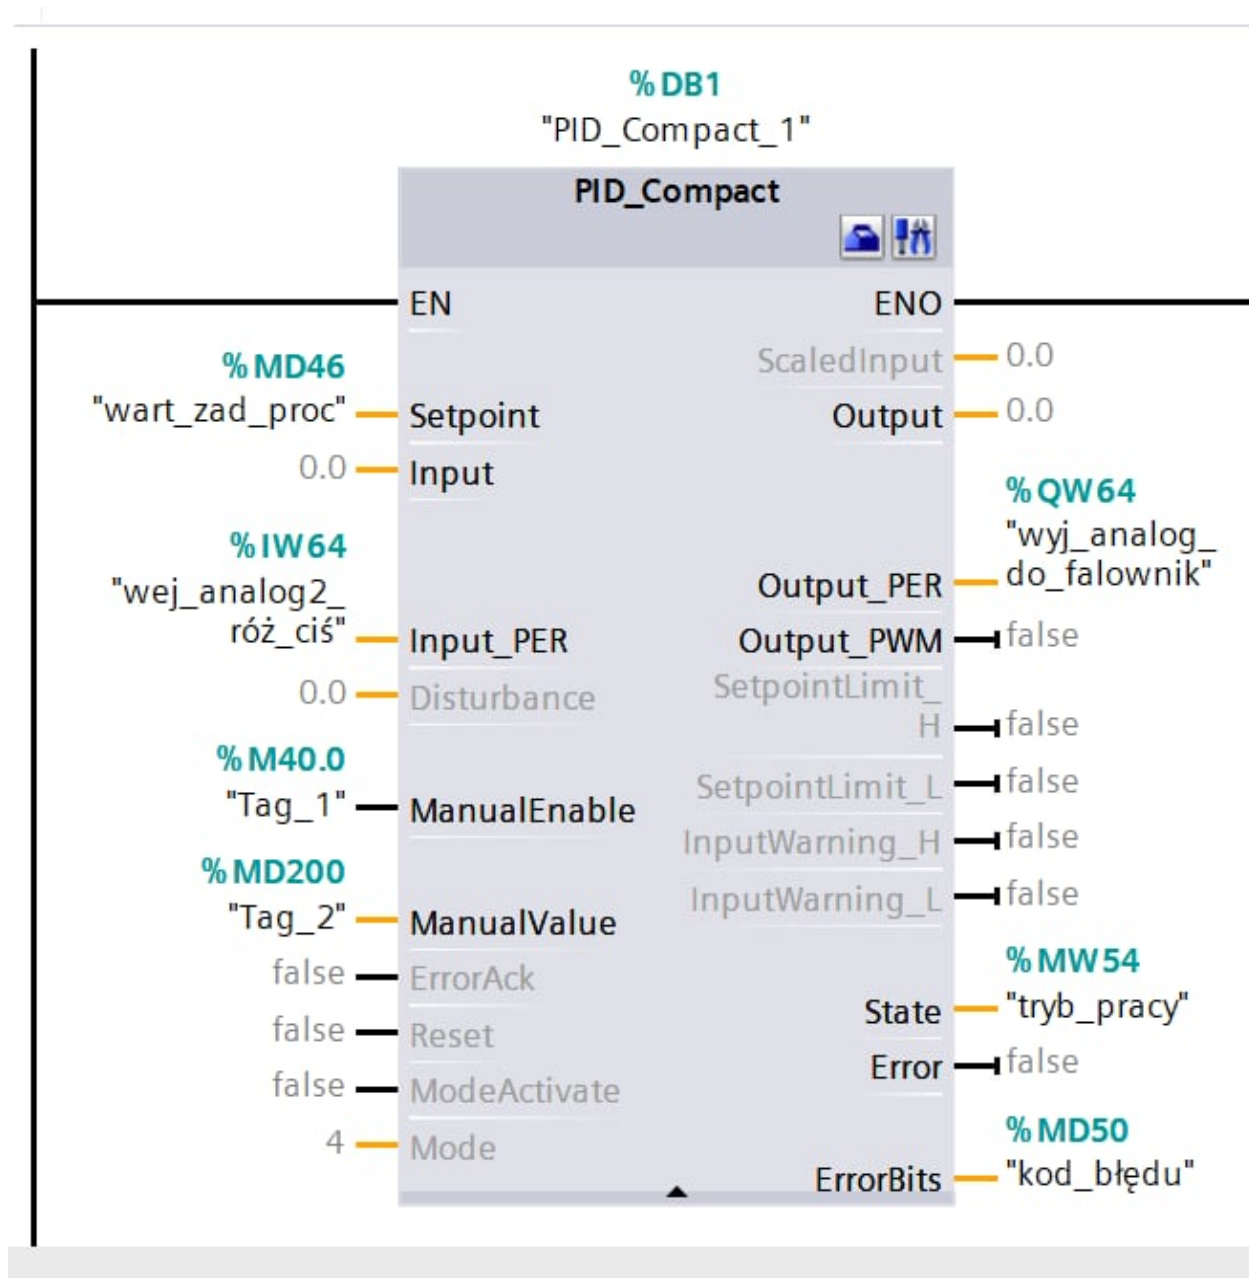 %DB1
"PID_Compact_1"
PID_Compact
EN
ENO
ScaledInput
0.0
%MD46
"wart_zad_proc"
Setpoint
Output
0.0
0.0
Input
%IW64
"wej_analog2_
róż_ciś"
Input_PER
%QW64
"wyj_analog_
do_falownik"
Output_PER
Output_PWM
false
0.0
Disturbance
SetpointLimit_
H
false
%M40.0
"Tag_1"
ManualEnable
SetpointLimit_L
false
InputWarning_H
false
%MD200
"Tag_2"
ManualValue
InputWarning_L
false
false
ErrorAck
%MW54
"tryb_pracy"
State
false
Reset
Error
false
false
ModeActivate
4
Mode
%MD50
"kod_błędu"
ErrorBits